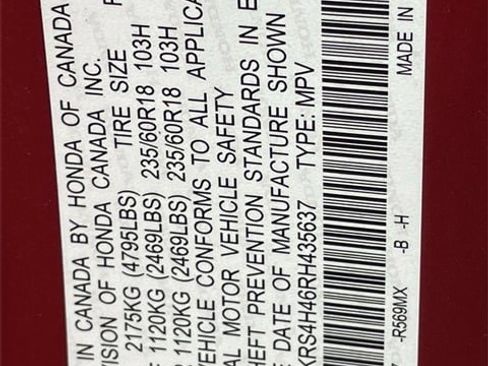 IN CANADA BY HONDA OF CANADA
VISION OF HONDA CANADA INC.
2175KG (4795LBS) TIRE SIZE
1120KG (2469LBS) 235/60R18 103H
1120KG (2469LBS) 235/60R18 103H
VEHICLE CONFORMS TO ALL APPLICA
AL MOTOR VEHICLE SAFETY
HEFT PREVENTION STANDARDS IN E
E DATE OF MANUFACTURE SHOWN
KRS4H46RH435637 TYPE: MPV
-R569MX -B -H MADE IN